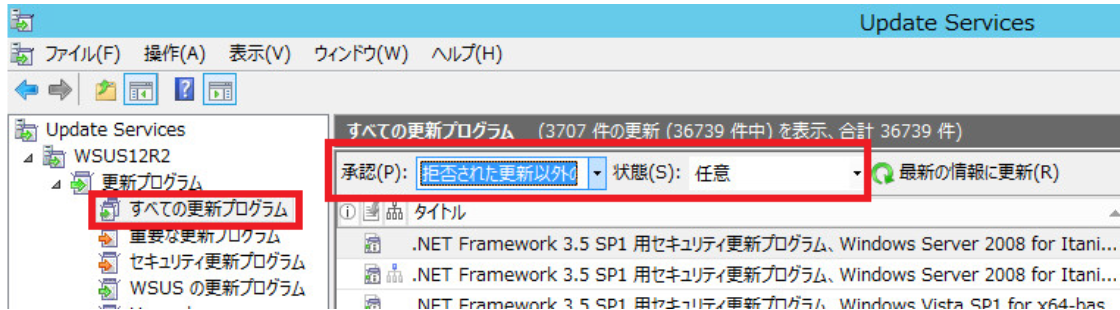 Update Services
ファイル(F) 操作(A) 表示(V) ウィンドウ(W) ヘルプ(H)
Update Services
WSUS12R2
更新プログラム
すべての更新プログラム
重要な更新プログラム
セキュリティ更新プログラム
WSUS の更新プログラム
すべての更新プログラム (3707 件の更新 (36739 件中) を表示、合計 36739 件)
承認(P): 拒否された更新以外の 状態(S): 任意 最新の情報に更新(R)
タイトル
.NET Framework 3.5 SP1 用セキュリティ更新プログラム、Windows Server 2008 for Itani...
.NET Framework 3.5 SP1 用セキュリティ更新プログラム、Windows Server 2008 for Itani...
.NET Framework 3.5 SP1 用セキュリティ更新プログラム、Windows Vista SP1 for x64-bas